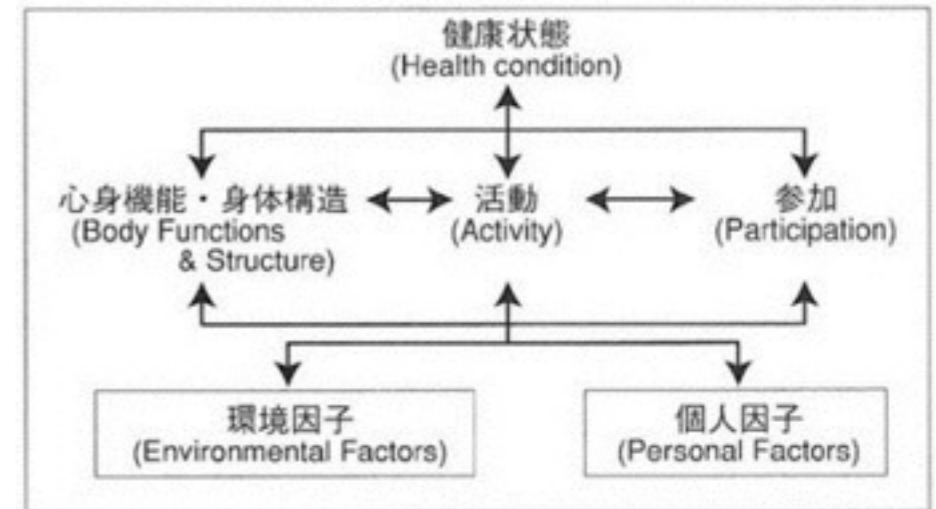 健康状態
(Health condition)
心身機能・身体構造
(Body Functions
& Structure)
活動
(Activity)
参加
(Participation)
環境因子
(Environmental Factors)
個人因子
(Personal Factors)